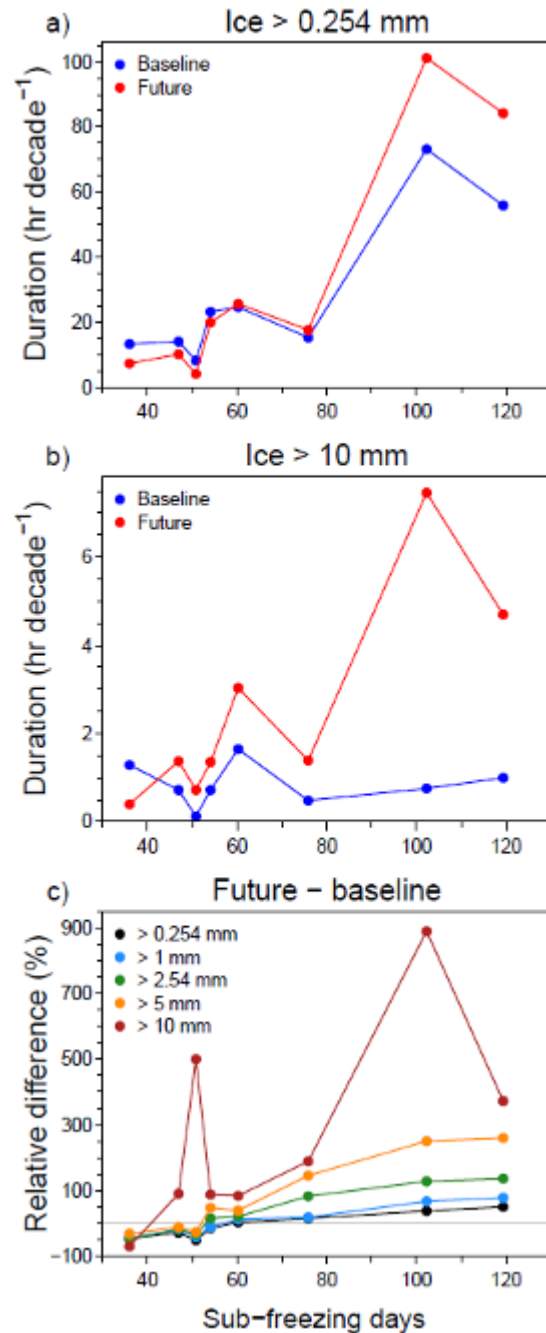 a) Ice > 0.254 mm
Baseline
Future
Duration (hr decade⁻¹)
100
80
60
40
20
0
40 60 80 100 120
b) Ice > 10 mm
Baseline
Future
Duration (hr decade⁻¹)
6
4
2
0
40 60 80 100 120
c) Future − baseline
> 0.254 mm
> 1 mm
> 2.54 mm
> 5 mm
> 10 mm
Relative difference (%)
900
700
500
300
100
−100
40 60 80 100 120
Sub−freezing days